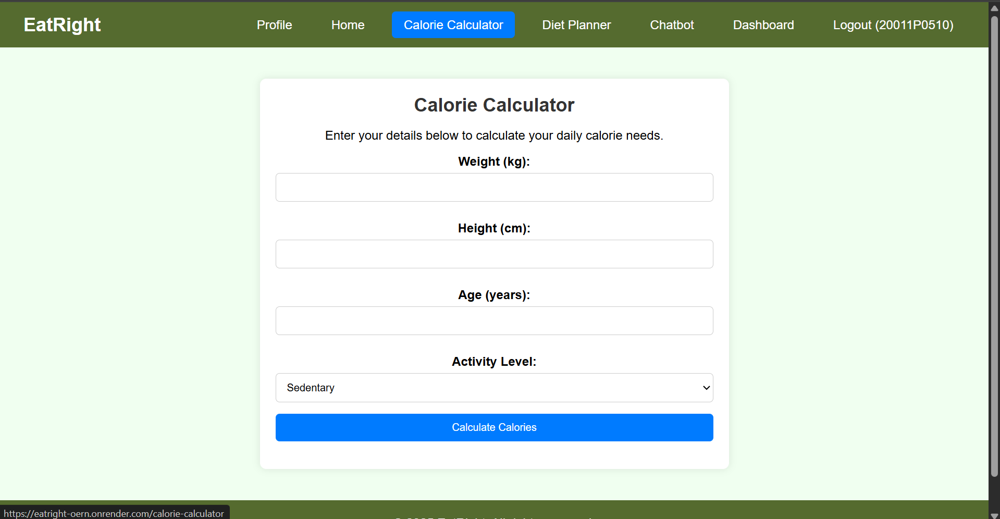 EatRight
Profile Home Calorie Calculator Diet Planner Chatbot Dashboard Logout (20011P0510)
Calorie Calculator
Enter your details below to calculate your daily calorie needs.
Weight (kg):
Height (cm):
Age (years):
Activity Level:
Sedentary
Calculate Calories
https://eatright-oern.onrender.com/calorie-calculator